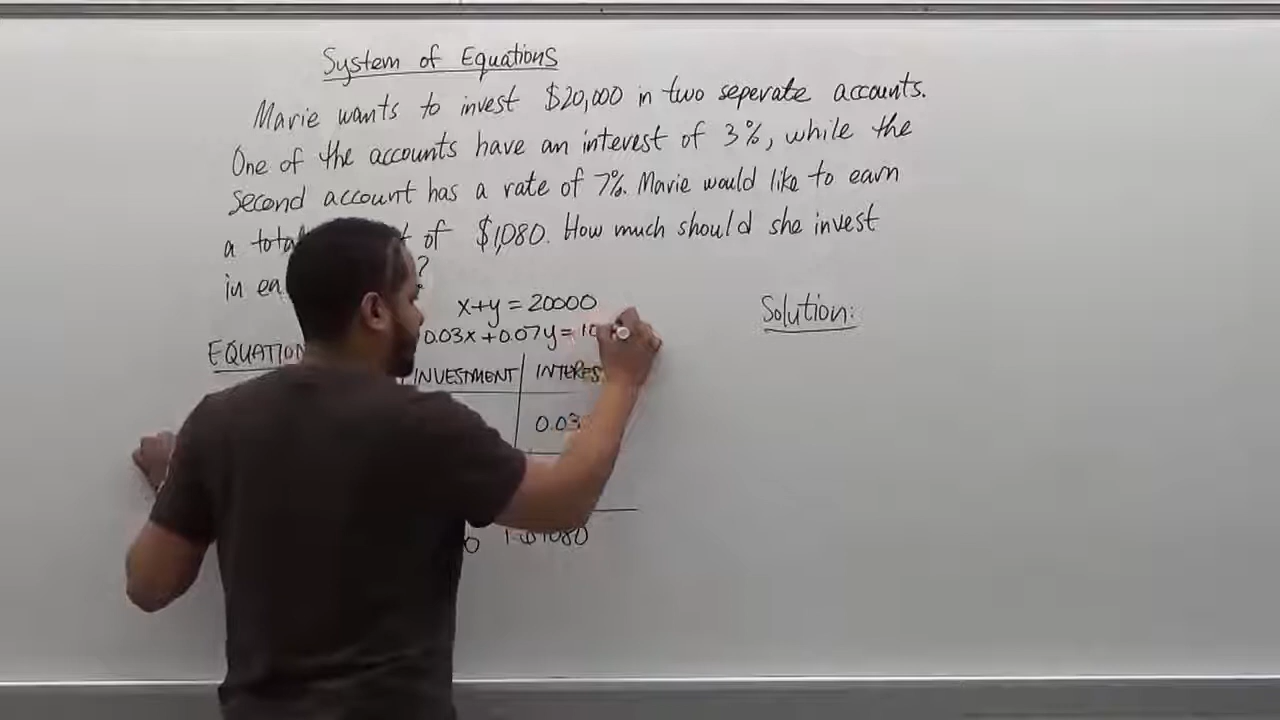 System of Equations
Marie wants to invest $20,000 in two seperate accounts.
One of the accounts have an interest of 3%, while the
second account has a rate of 7%. Marie would like to earn
a of $1,080. How much should she invest
in ?
x+y = 20000
0.03x + 0.07y =
Solution:
INVESTMENT
0.03
$1080